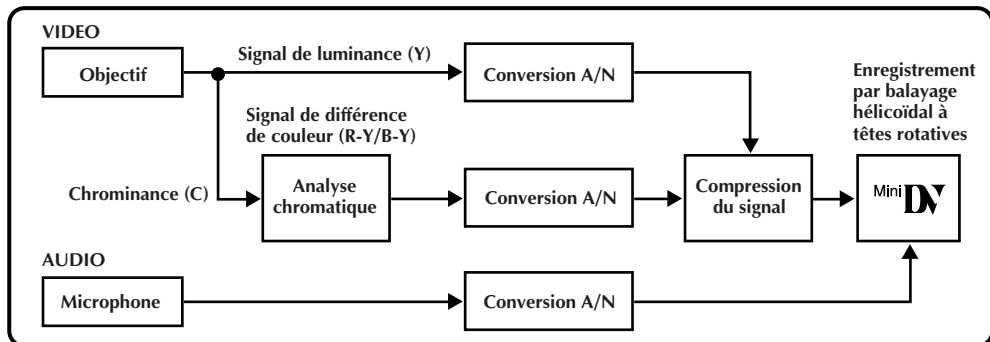 VIDEO
Objectif
Signal de luminance (Y)
Conversion A/N
Enregistrement
par balayage
hélicoïdal à
têtes rotatives
Signal de différence
de couleur (R-Y/B-Y)
Chrominance (C)
Analyse
chromatique
Conversion A/N
Compression
du signal
Mini DV
AUDIO
Microphone
Conversion A/N